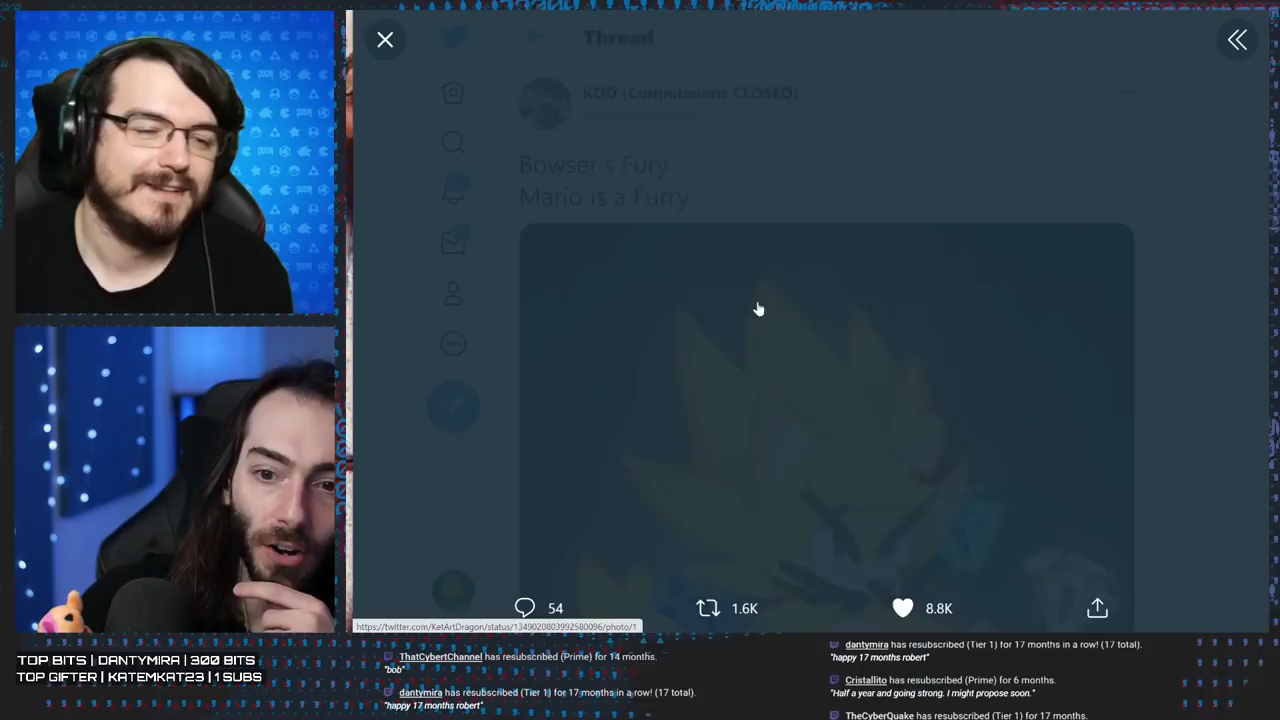 Thread
KDD (Commisions CLOSED)
Bowser's Fury
Mario is a Furry
54
1.6K
8.8K
https://twitter.com/KetArtDragon/status/1349020803992580096/photo/1
TOP BITS | DANTYMIRA | 300 BITS
TOP GIFTER | KATEMKAT23 | 1 SUBS
ThatCybertChannel has resubscribed (Prime) for 14 months.
"bob"
dantymira has resubscribed (Tier 1) for 17 months in a row! (17 total).
"happy 17 months robert"
dantymira has resubscribed (Tier 1) for 17 months in a row! (17 total).
"happy 17 months robert"
Cristallito has resubscribed (Prime) for 6 months.
"Half a year and going strong. I might propose soon."
TheCyberQuake has resubscribed (Tier 1) for 17 months.